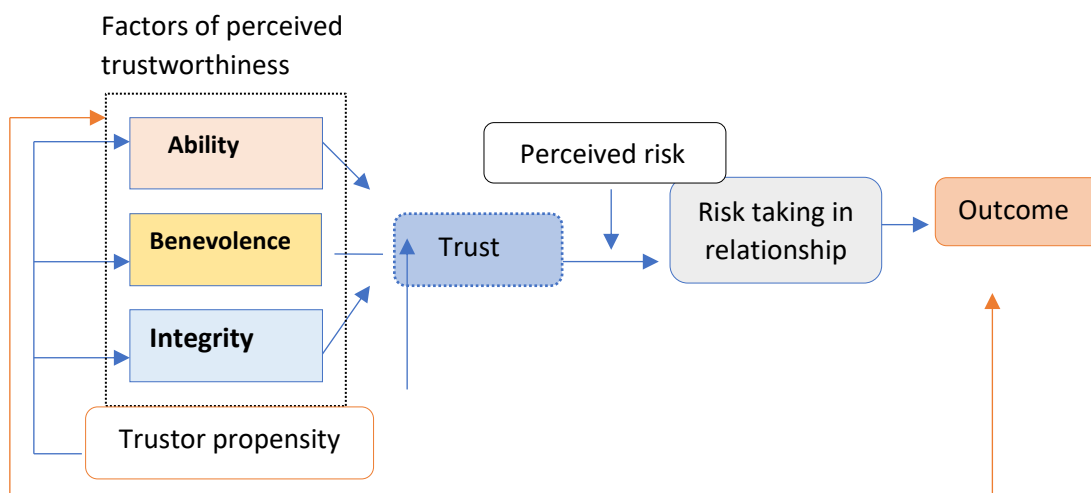 Factors of perceived
trustworthiness
Ability
Benevolence
Integrity
Trustor propensity
Trust
Perceived risk
Risk taking in
relationship
Outcome